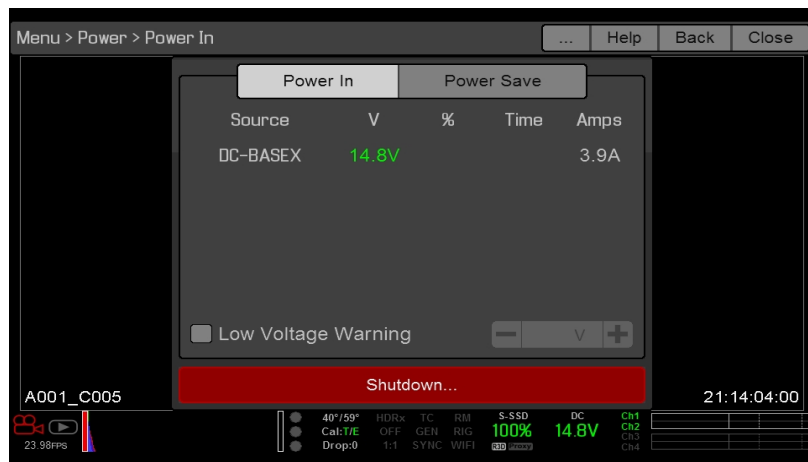 Menu > Power > Power In ... Help Back Close
Power In Power Save
Source V % Time Amps
DC-BASEX 14.8V 3.9A
Low Voltage Warning − V +
Shutdown...
A001_C005 21:14:04:00
40°/59° HDRx TC RM S-SSD DC Ch1
Cal:T/E OFF GEN RIG 100% 14.8V Ch2
23.98FPS Drop:0 1:1 SYNC WIFI R3D Proxy Ch3
Ch4